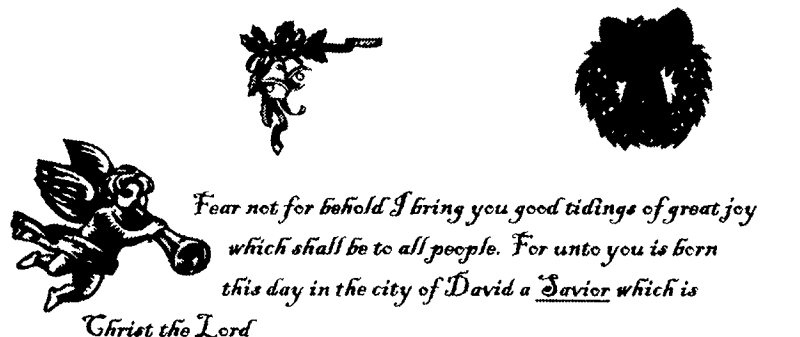 Fear not for behold I bring you good tidings of great joy
which shall be to all people. For unto you is born
this day in the city of David a Savior which is
Christ the Lord